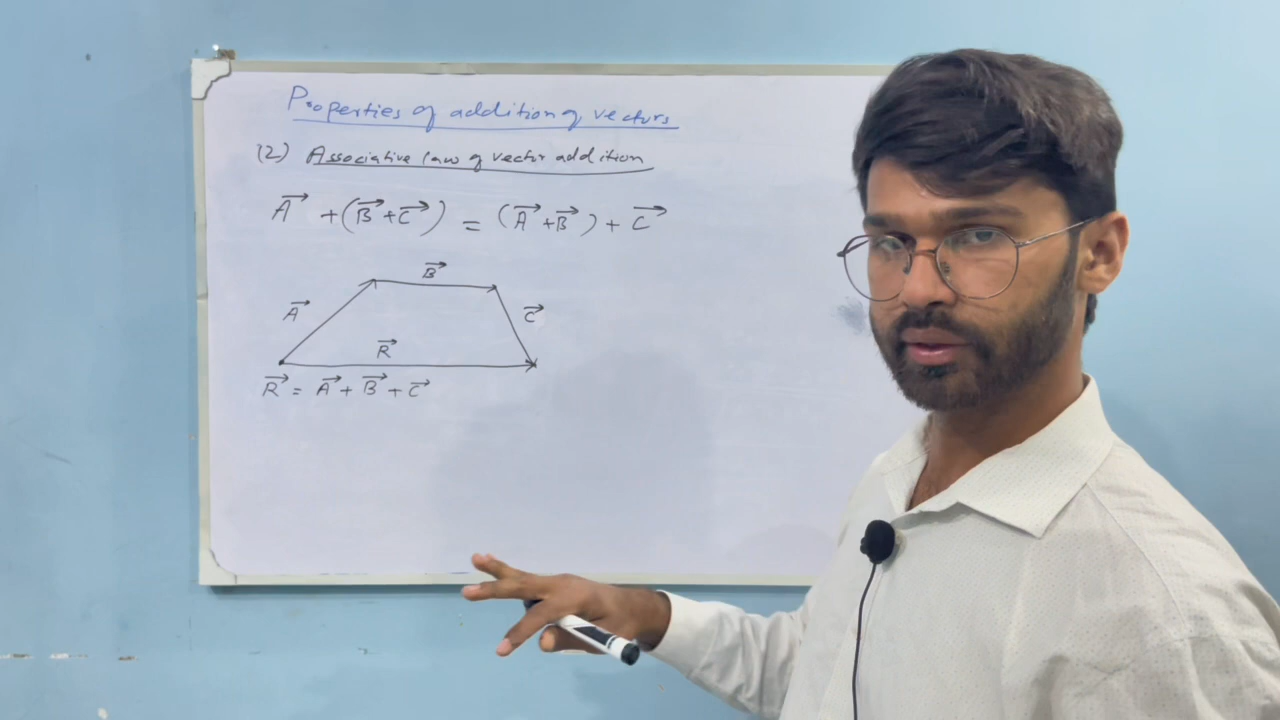 Properties of addition of vectors
(2) Associative law of vector addition
A⃗ + (B⃗ + C⃗) = (A⃗ + B⃗) + C⃗
B⃗
A⃗
C⃗
R⃗
R⃗ = A⃗ + B⃗ + C⃗